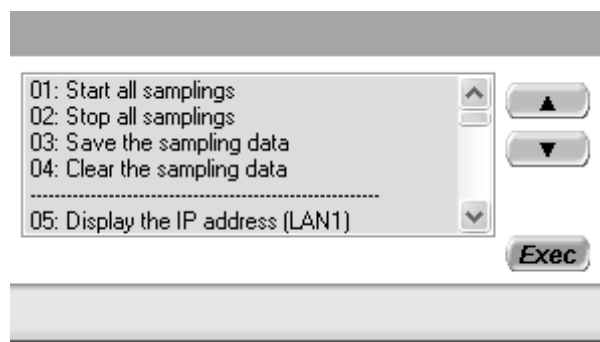 01: Start all samplings
02: Stop all samplings
03: Save the sampling data
04: Clear the sampling data
------------------------------------------------------------
05: Display the IP address (LAN1)
Exec